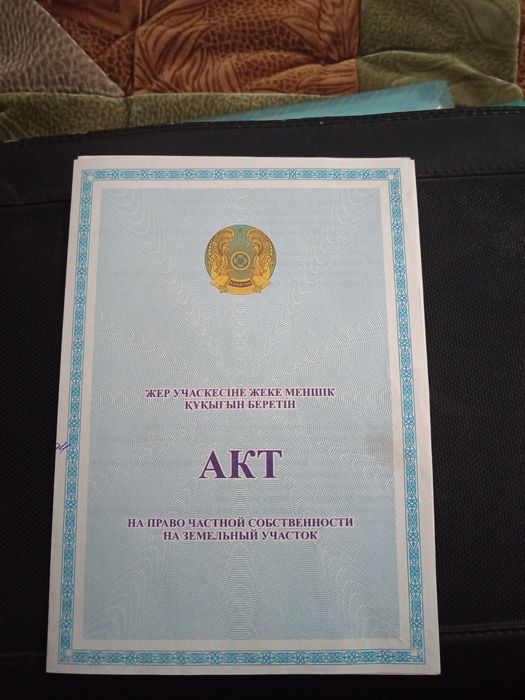 ЖЕР УЧАСКЕСІНЕ ЖЕКЕ МЕНШІК
ҚҰҚЫҒЫН БЕРЕТІН
АКТ
НА ПРАВО ЧАСТНОЙ СОБСТВЕННОСТИ
НА ЗЕМЕЛЬНЫЙ УЧАСТОК